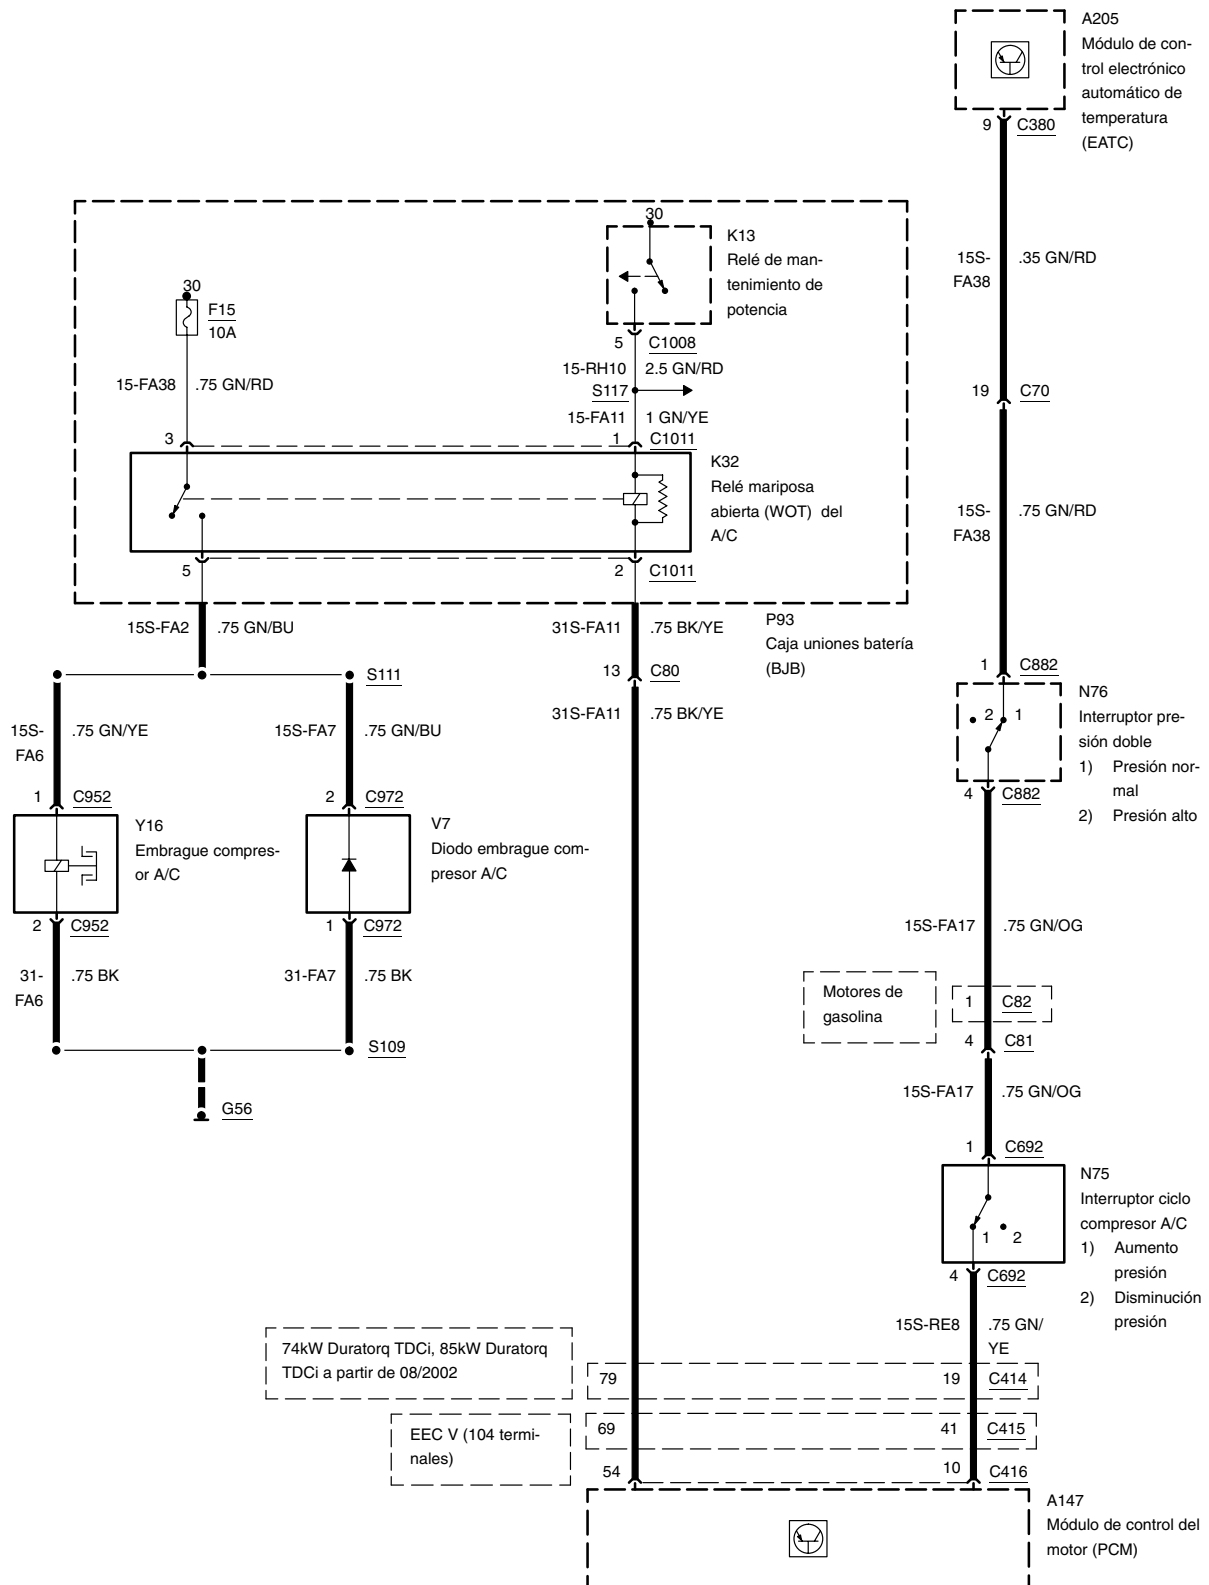 A205
Módulo de con-
trol electrónico
automático de
temperatura
(EATC)
9 C380
15S-
FA38
.35 GN/RD
19 C70
15S-
FA38
.75 GN/RD
1 C882
30
K13
Relé de man-
tenimiento de
potencia
5 C1008
30
F15
10A
15-FA38 .75 GN/RD
15-RH10 2.5 GN/RD
S117
15-FA11 1 GN/YE
3
1 C1011
K32
Relé mariposa
abierta (WOT) del
A/C
5
2 C1011
P93
Caja uniones batería
(BJB)
15S-FA2 .75 GN/BU
31S-FA11 .75 BK/YE
13 C80
31S-FA11 .75 BK/YE
S111
15S-
FA6
.75 GN/YE
15S-FA7 .75 GN/BU
1 C952
2 C972
Y16
Embrague compres-
or A/C
V7
Diodo embrague com-
presor A/C
2 C952
1 C972
31-
FA6
.75 BK
31-FA7 .75 BK
S109
G56
2 1
N76
Interruptor pre-
sión doble
1) Presión nor-
mal
2) Presión alto
4 C882
15S-FA17 .75 GN/OG
Motores de
gasolina
1 C82
4 C81
15S-FA17 .75 GN/OG
1 C692
1 2
N75
Interruptor ciclo
compresor A/C
1) Aumento
presión
2) Disminución
presión
4 C692
15S-RE8 .75 GN/
YE
74kW Duratorq TDCi, 85kW Duratorq
TDCi a partir de 08/2002
79 19 C414
EEC V (104 termi-
nales)
69 41 C415
54 10 C416
A147
Módulo de control del
motor (PCM)